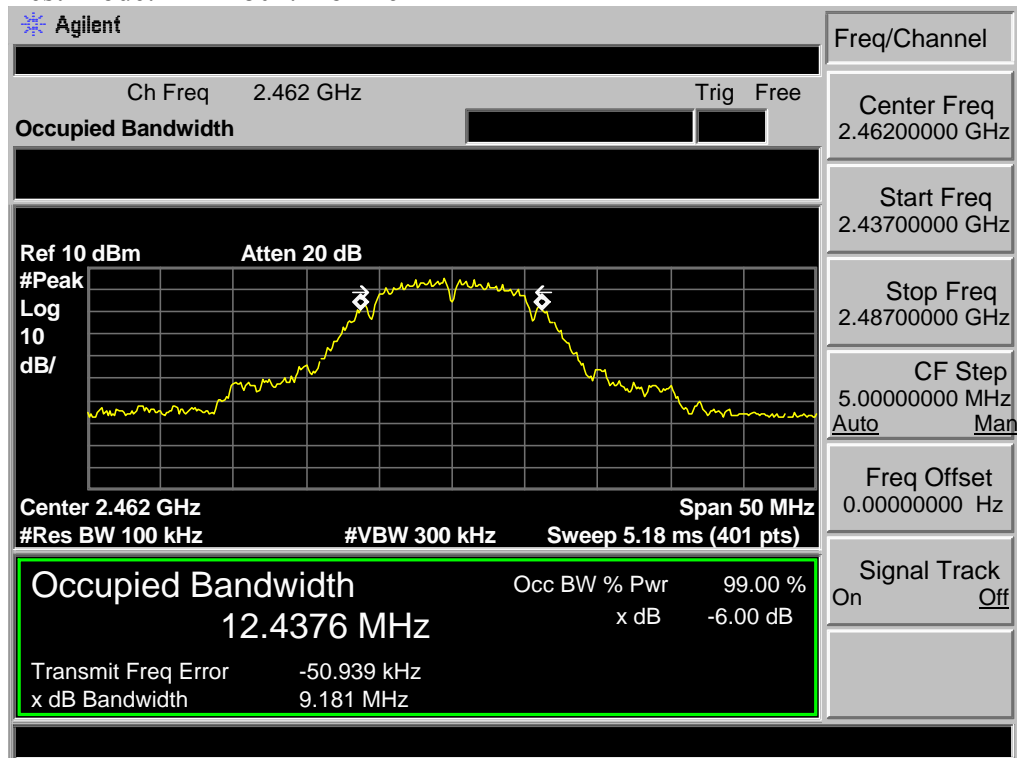 Agilent
Freq/Channel
Ch Freq 2.462 GHz Trig Free
Occupied Bandwidth
Center Freq
2.46200000 GHz
Start Freq
2.43700000 GHz
Stop Freq
2.48700000 GHz
CF Step
5.00000000 MHz
Auto Man
Freq Offset
0.00000000 Hz
Signal Track
On Off
Ref 10 dBm Atten 20 dB
#Peak
Log
10
dB/
Center 2.462 GHz Span 50 MHz
#Res BW 100 kHz #VBW 300 kHz Sweep 5.18 ms (401 pts)
Occupied Bandwidth Occ BW % Pwr 99.00 %
12.4376 MHz x dB -6.00 dB
Transmit Freq Error -50.939 kHz
x dB Bandwidth 9.181 MHz